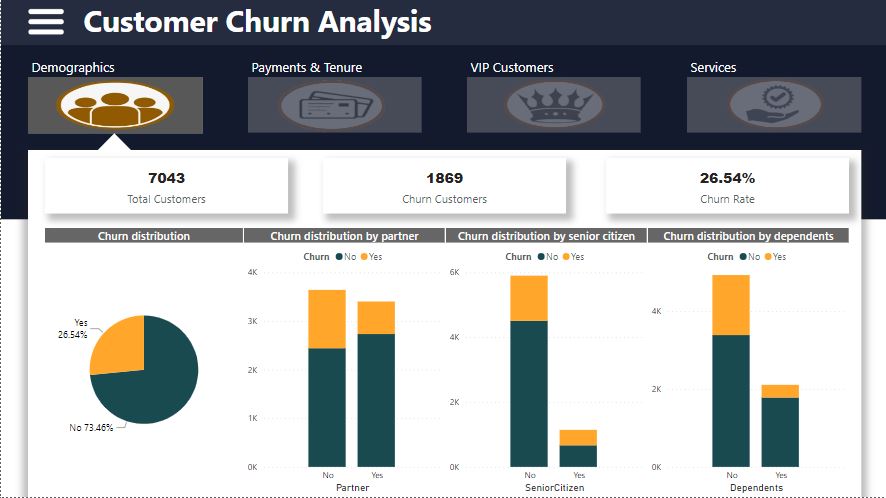 Customer Churn Analysis
Demographics
Payments & Tenure
VIP Customers
Services
7043
Total Customers
1869
Churn Customers
26.54%
Churn Rate
Churn distribution
Churn distribution by partner
Churn distribution by senior citizen
Churn distribution by dependents
Yes
26.54%
No 73.46%
Churn No Yes
4K
3K
2K
1K
0K
No Yes
Partner
Churn No Yes
6K
4K
2K
0K
No Yes
SeniorCitizen
Churn No Yes
4K
2K
0K
No Yes
Dependents